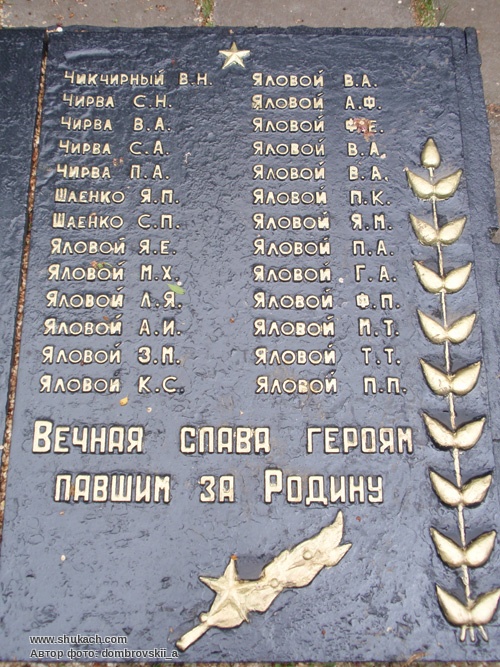 Чикчирный В.Н.
Чирва С.Н.
Чирва В.А.
Чирва С.А.
Чирва П.А.
Шаенко Я.П.
Шаенко С.П.
Яловой Я.Е.
Яловой М.Х.
Яловой Л.Я.
Яловой А.И.
Яловой З.М.
Яловой К.С.
Яловой В.А.
Яловой А.Ф.
Яловой Ф.Е.
Яловой В.А.
Яловой В.А.
Яловой П.К.
Яловой Я.М.
Яловой П.А.
Яловой Г.А.
Яловой Ф.П.
Яловой М.Т.
Яловой Т.Т.
Яловой П.П.
Вечная слава героям
павшим за Родину
www.shukach.com
Автор фото: dombrovskii_a